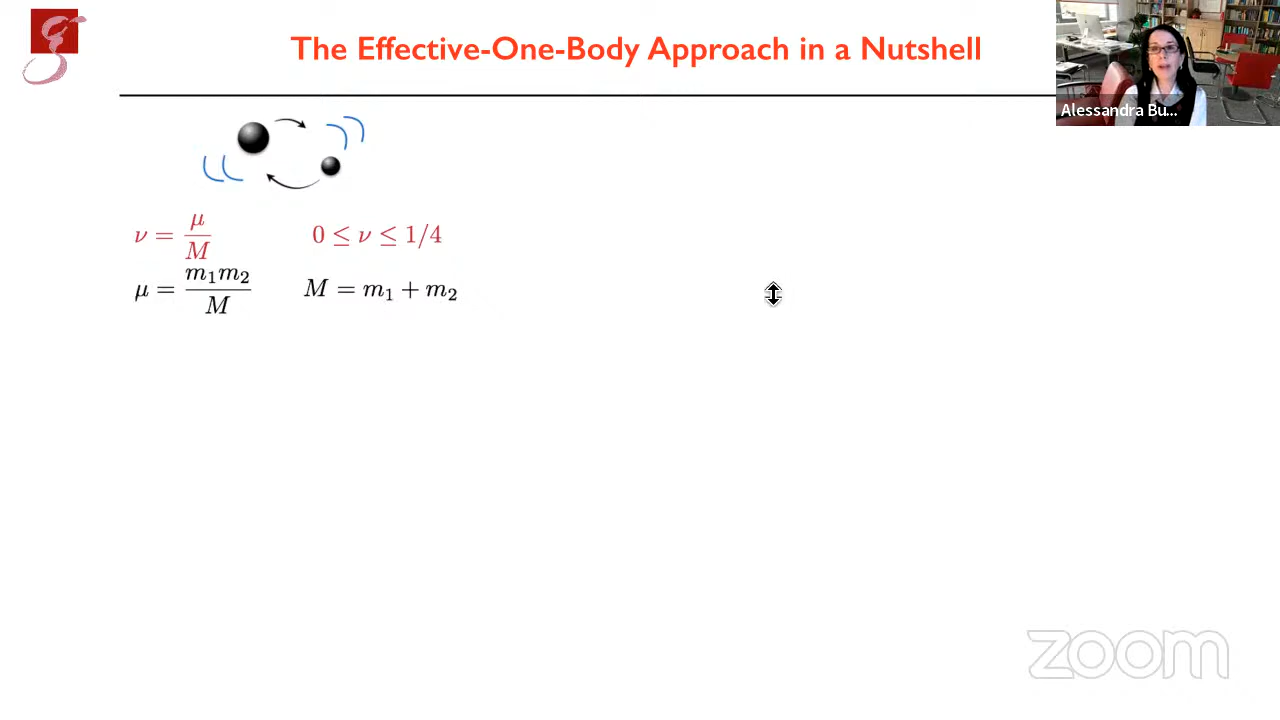 The Effective-One-Body Approach in a Nutshell
Alessandra Bu...
ν = μ/M    0 ≤ ν ≤ 1/4
μ = m₁m₂/M    M = m₁ + m₂
zoom